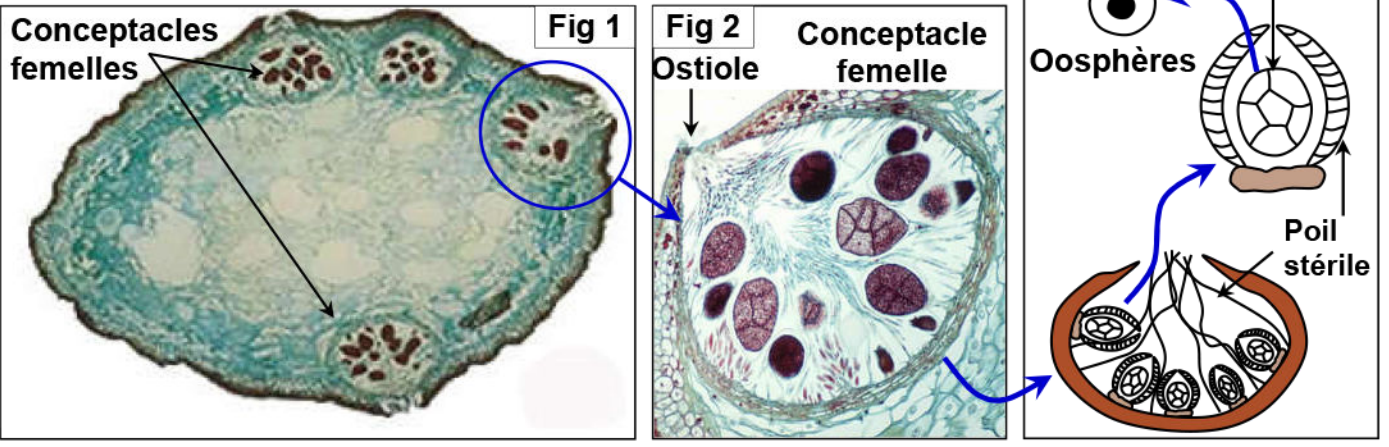 Conceptacles
femelles
Fig 1
Fig 2
Conceptacle
femelle
Ostiole
Oosphères
Poil
stérile